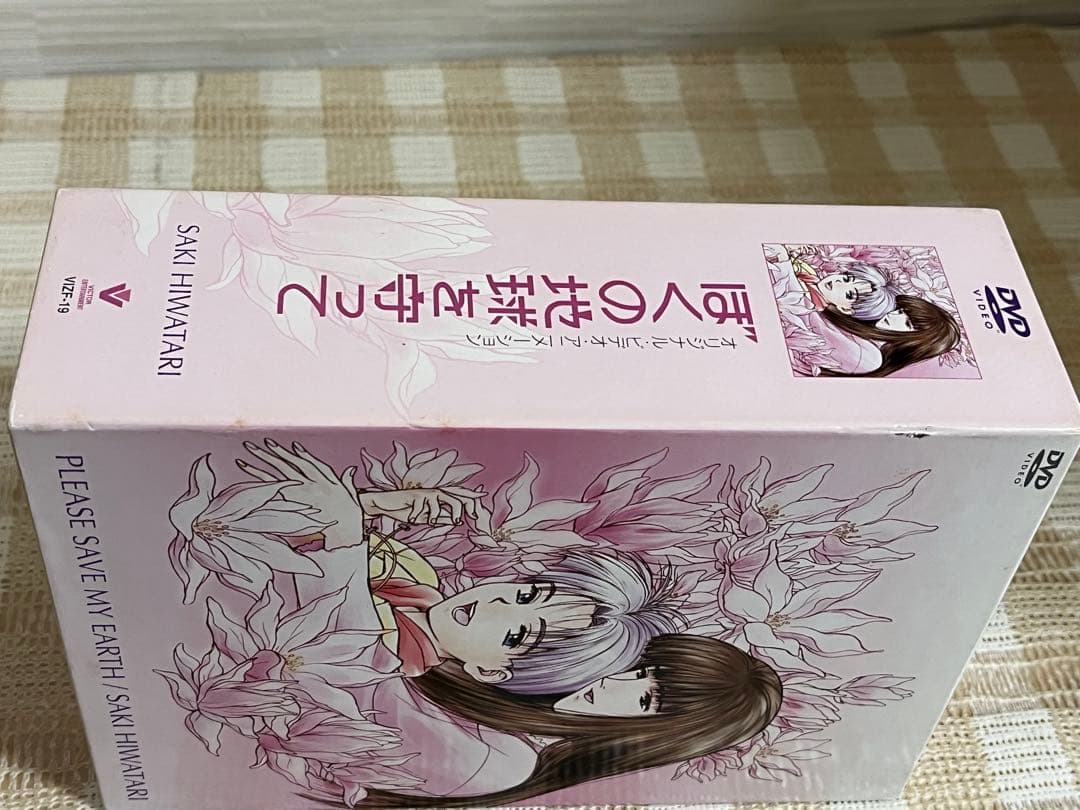 DVD
VIDEO
オリジナル・ビデオ・アニメーション
ぼくの地球を守って
SAKI HIWATARI
VICTOR
ENTERTAINMENT
VIZF-19
DVD
VIDEO
PLEASE SAVE MY EARTH / SAKI HIWATARI